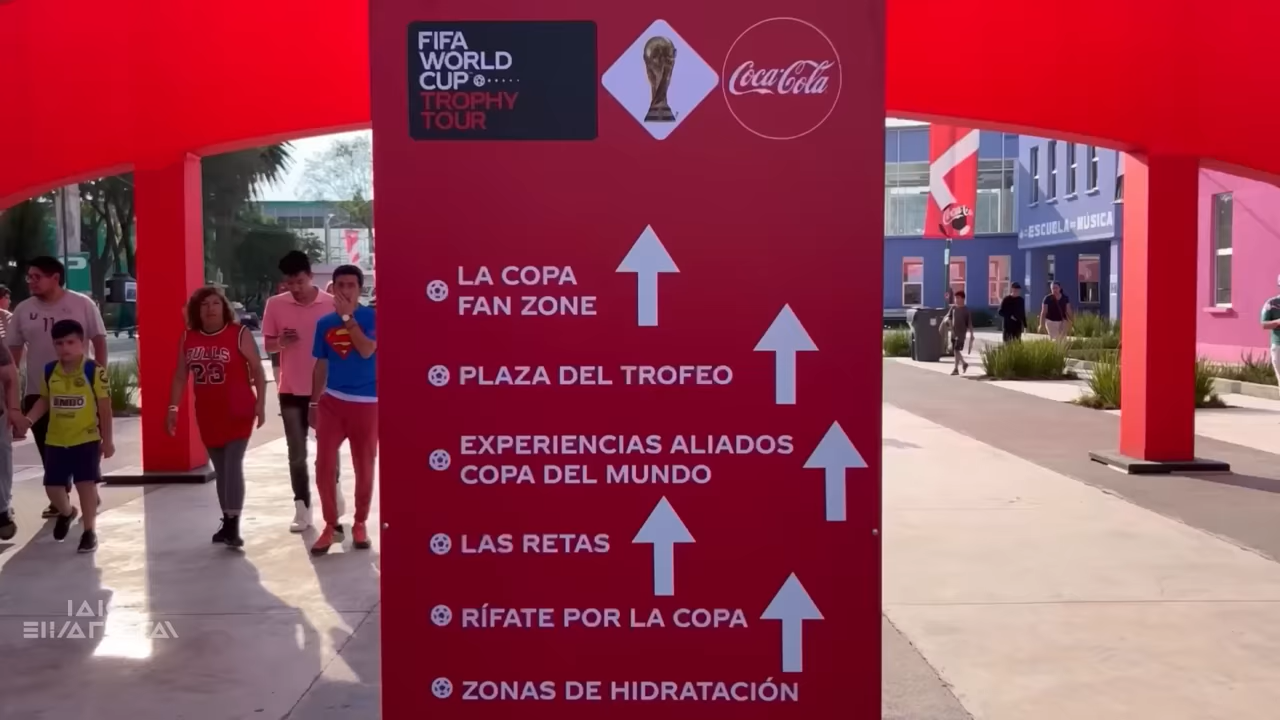 FIFA
WORLD
CUP
TROPHY
TOUR
Coca-Cola
LA COPA
FAN ZONE
PLAZA DEL TROFEO
EXPERIENCIAS ALIADOS
COPA DEL MUNDO
LAS RETAS
RÍFATE POR LA COPA
ZONAS DE HIDRATACIÓN
ESCUELA DE MÚSICA
BULLS
23
11